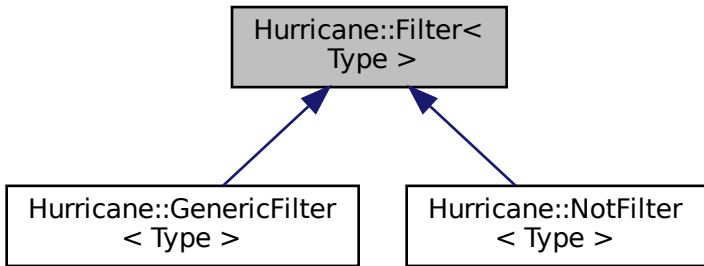 Hurricane::Filter<
Type >
Hurricane::GenericFilter
< Type >
Hurricane::NotFilter
< Type >